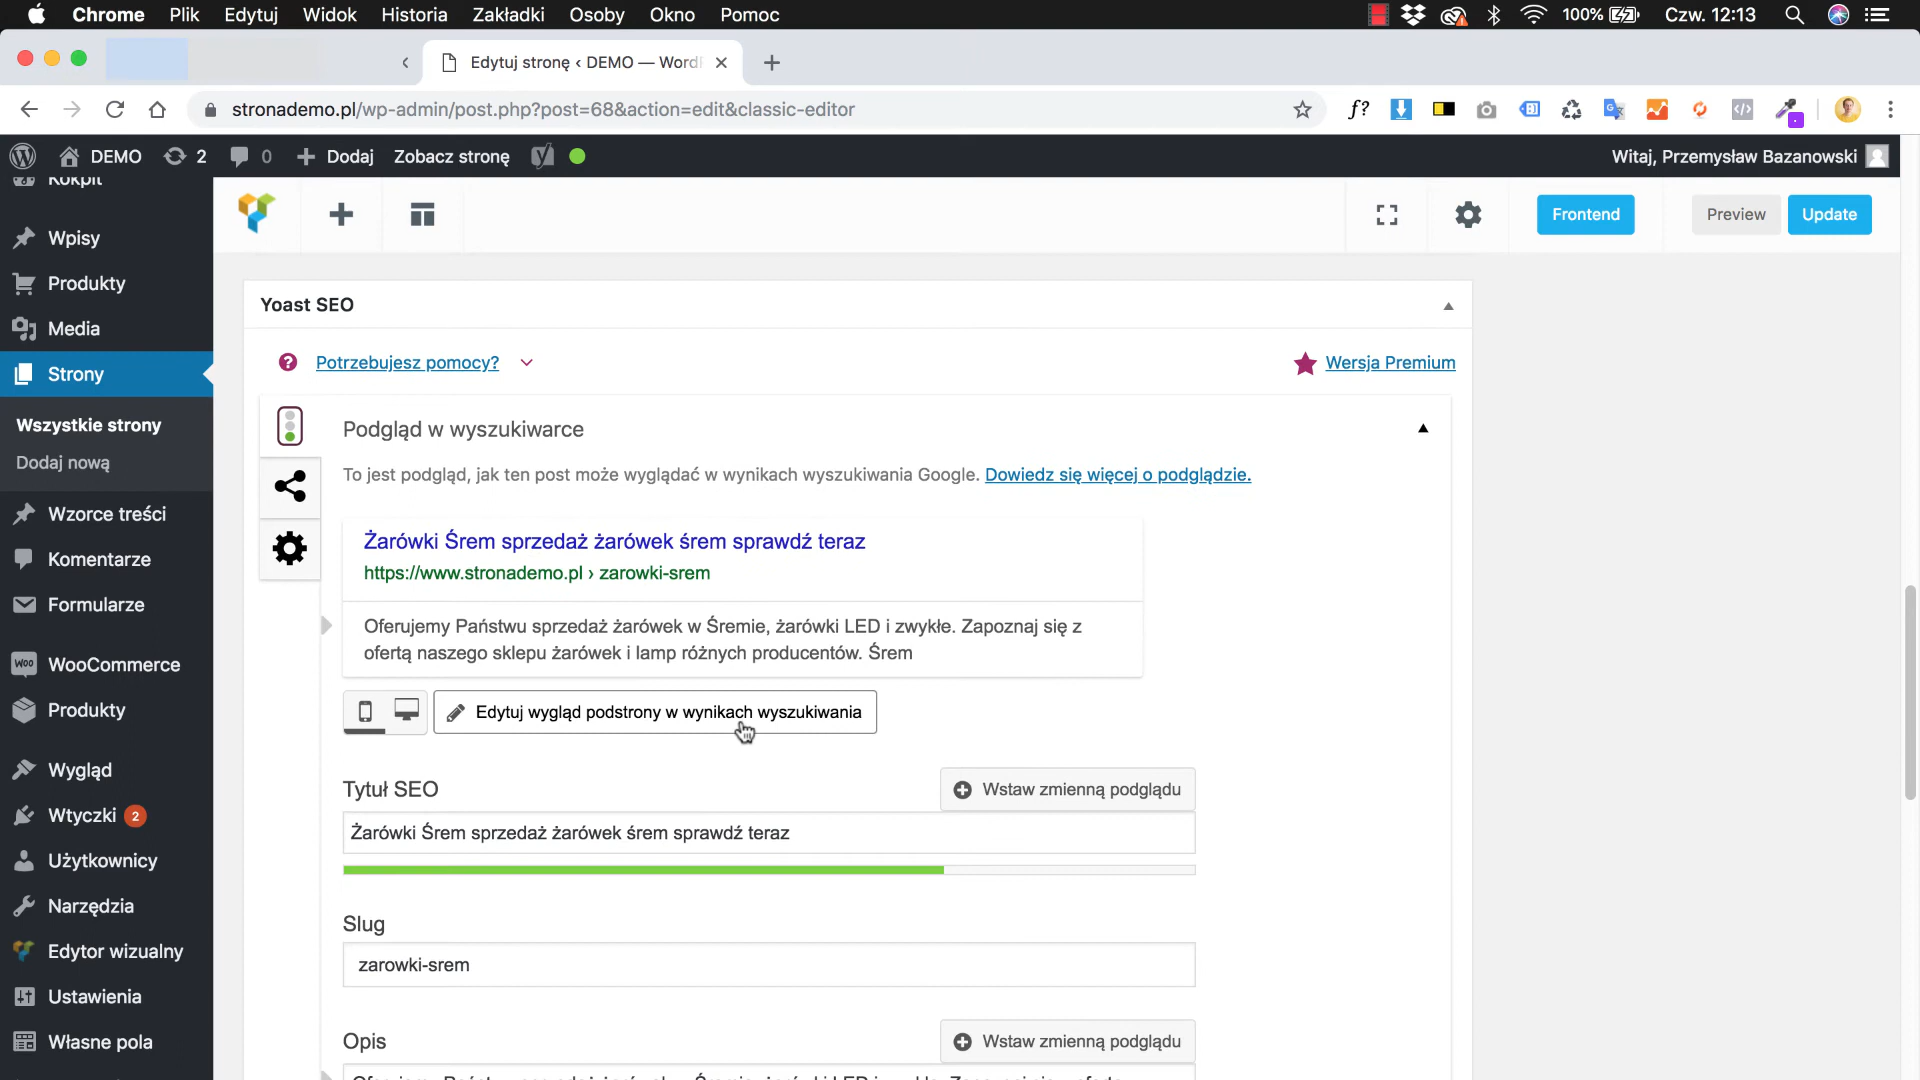 Chrome Plik Edytuj Widok Historia Zakładki Osoby Okno Pomoc 100% Czw. 12:13
Edytuj stronę ‹ DEMO — Word
stronademo.pl/wp-admin/post.php?post=68&action=edit&classic-editor
f?
DEMO 2 0 Dodaj Zobacz stronę Witaj, Przemysław Bazanowski
Kokpit
Wpisy
Produkty
Media
Strony
Wszystkie strony
Dodaj nową
Wzorce treści
Komentarze
Formularze
WooCommerce
Produkty
Wygląd
Wtyczki 2
Użytkownicy
Narzędzia
Edytor wizualny
Ustawienia
Własne pola
Frontend Preview Update
Yoast SEO
Potrzebujesz pomocy? Wersja Premium
Podgląd w wyszukiwarce
To jest podgląd, jak ten post może wyglądać w wynikach wyszukiwania Google. Dowiedz się więcej o podglądzie.
Żarówki Śrem sprzedaż żarówek śrem sprawdź teraz
https://www.stronademo.pl › zarowki-srem
Oferujemy Państwu sprzedaż żarówek w Śremie, żarówki LED i zwykłe. Zapoznaj się z
ofertą naszego sklepu żarówek i lamp różnych producentów. Śrem
Edytuj wygląd podstrony w wynikach wyszukiwania
Tytuł SEO Wstaw zmienną podglądu
Żarówki Śrem sprzedaż żarówek śrem sprawdź teraz
Slug
zarowki-srem
Opis Wstaw zmienną podglądu